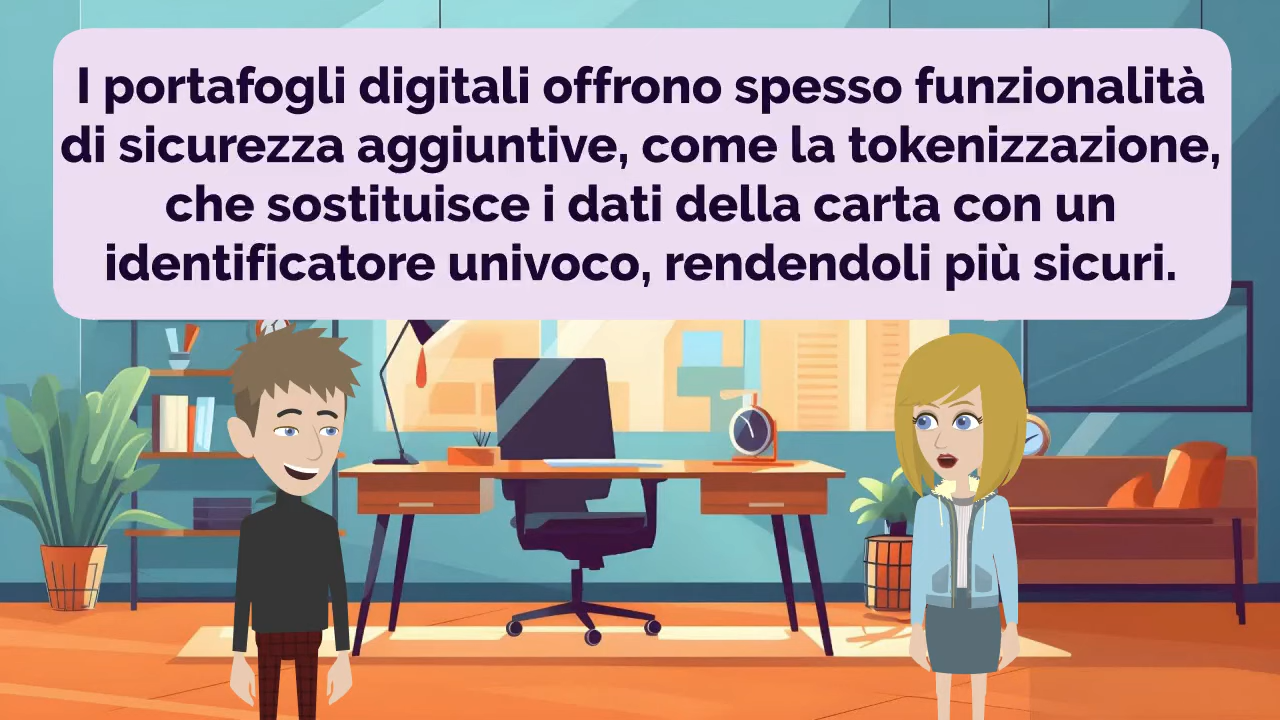 I portafogli digitali offrono spesso funzionalità
di sicurezza aggiuntive, come la tokenizzazione,
che sostituisce i dati della carta con un
identificatore univoco, rendendoli più sicuri.